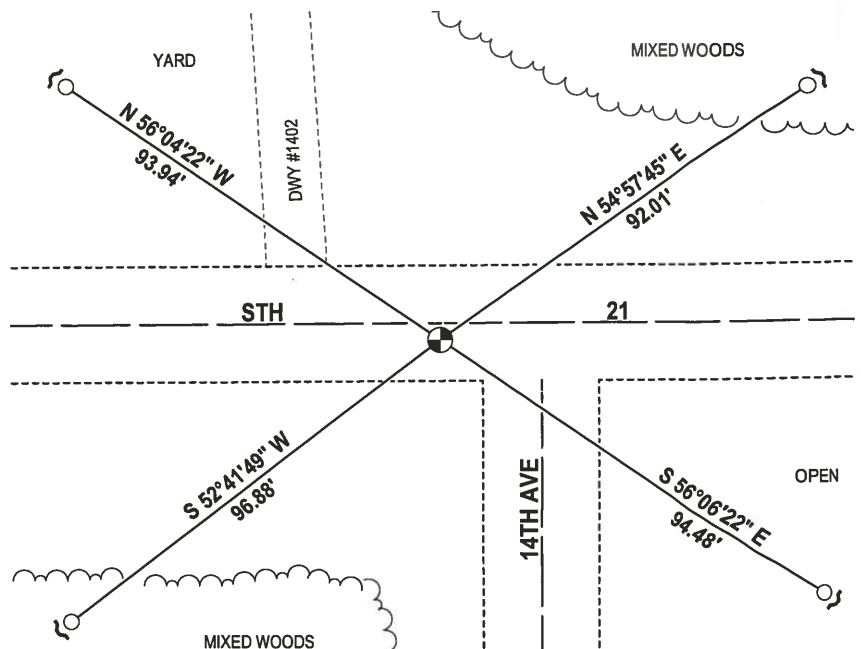 YARD
MIXED WOODS
N 56°04'22" W
93.94'
DWY #1402
N 54°57'45" E
92.01'
STH
21
S 52°41'49" W
96.88'
14TH AVE
S 56°06'22" E
94.48'
OPEN
MIXED WOODS